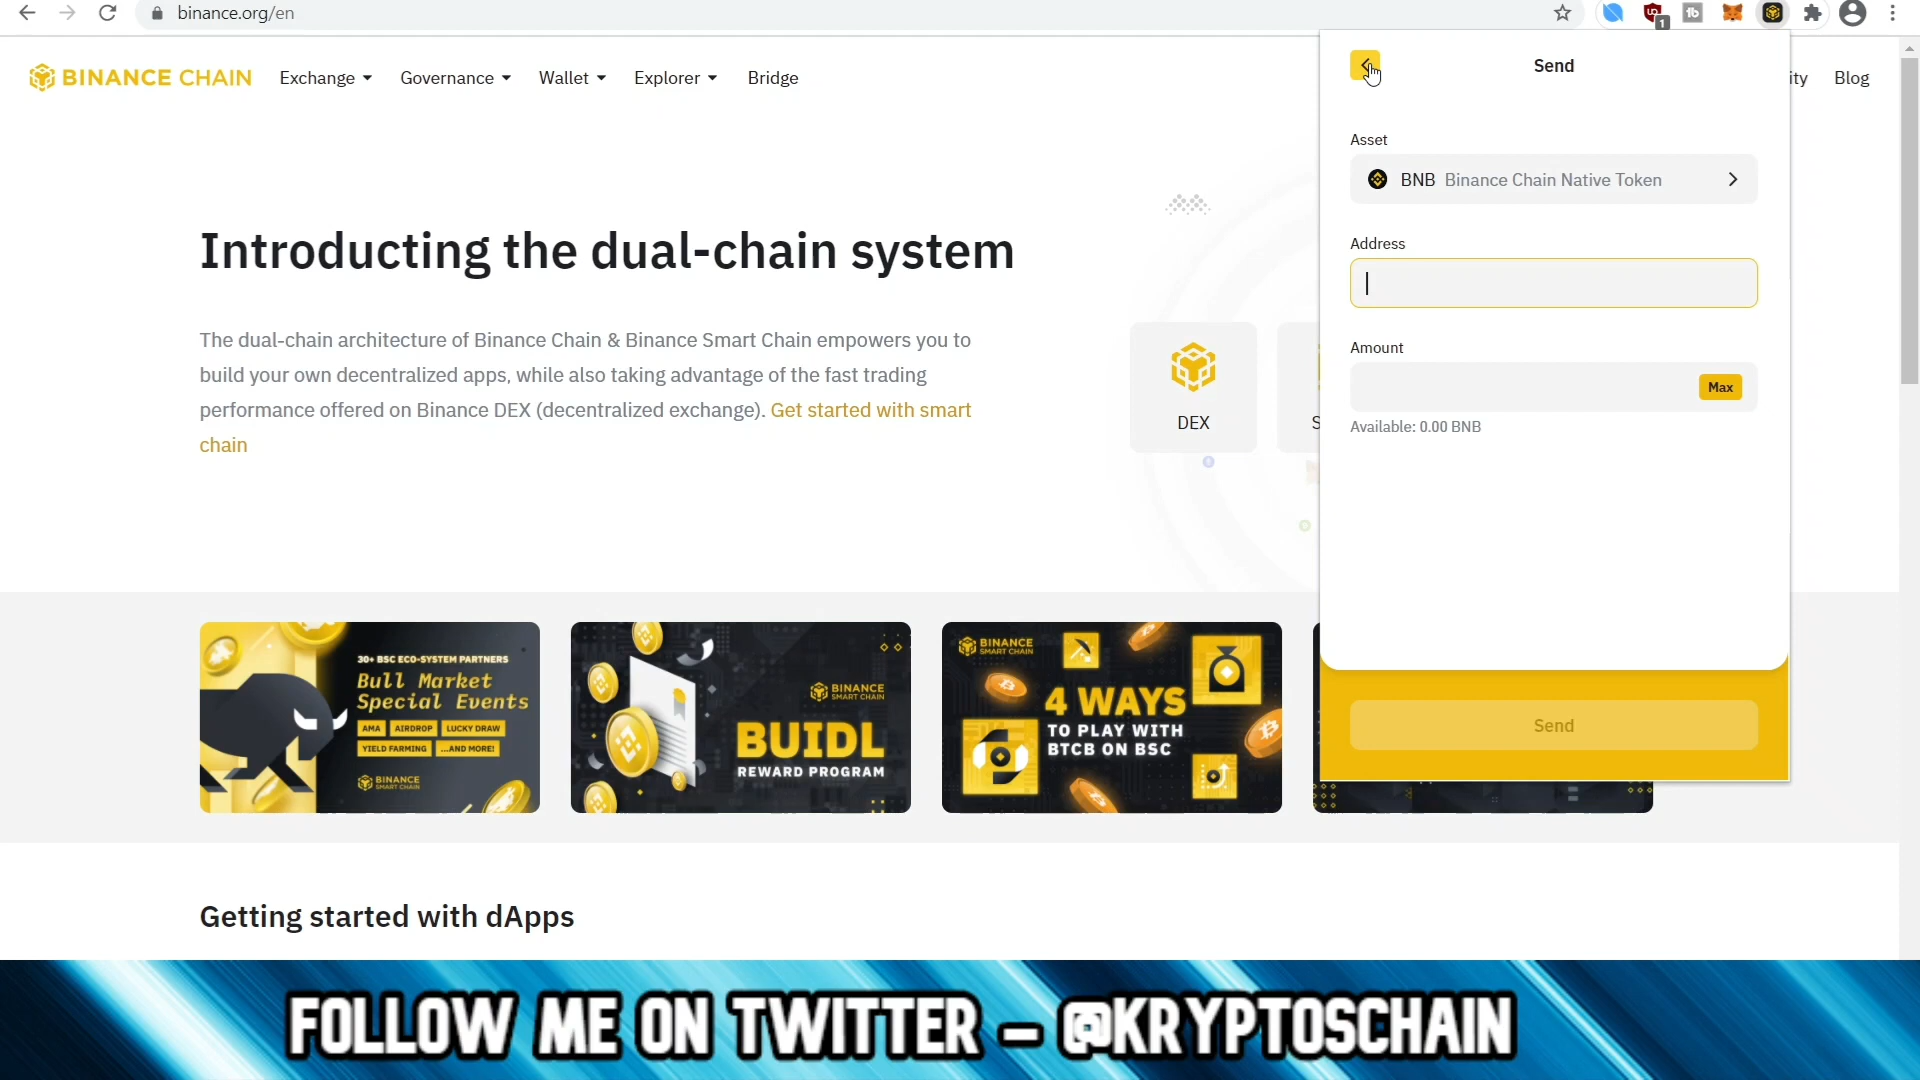 binance.org/en
1
BINANCE CHAIN
Exchange
Governance
Wallet
Explorer
Bridge
Blog
Introducting the dual-chain system
The dual-chain architecture of Binance Chain & Binance Smart Chain empowers you to
build your own decentralized apps, while also taking advantage of the fast trading
performance offered on Binance DEX (decentralized exchange). Get started with smart
chain
DEX
Send
Asset
BNB Binance Chain Native Token
Address
Amount
Max
Available: 0.00 BNB
Send
30+ BSC ECO-SYSTEM PARTNERS
Bull Market
Special Events
AMA AIRDROP LUCKY DRAW
YIELD FARMING ...AND MORE!
BINANCE
SMART CHAIN
BINANCE
SMART CHAIN
BUIDL
REWARD PROGRAM
BINANCE
SMART CHAIN
4 WAYS
TO PLAY WITH
BTCB ON BSC
Getting started with dApps
FOLLOW ME ON TWITTER – @KRYPTOSCHAIN